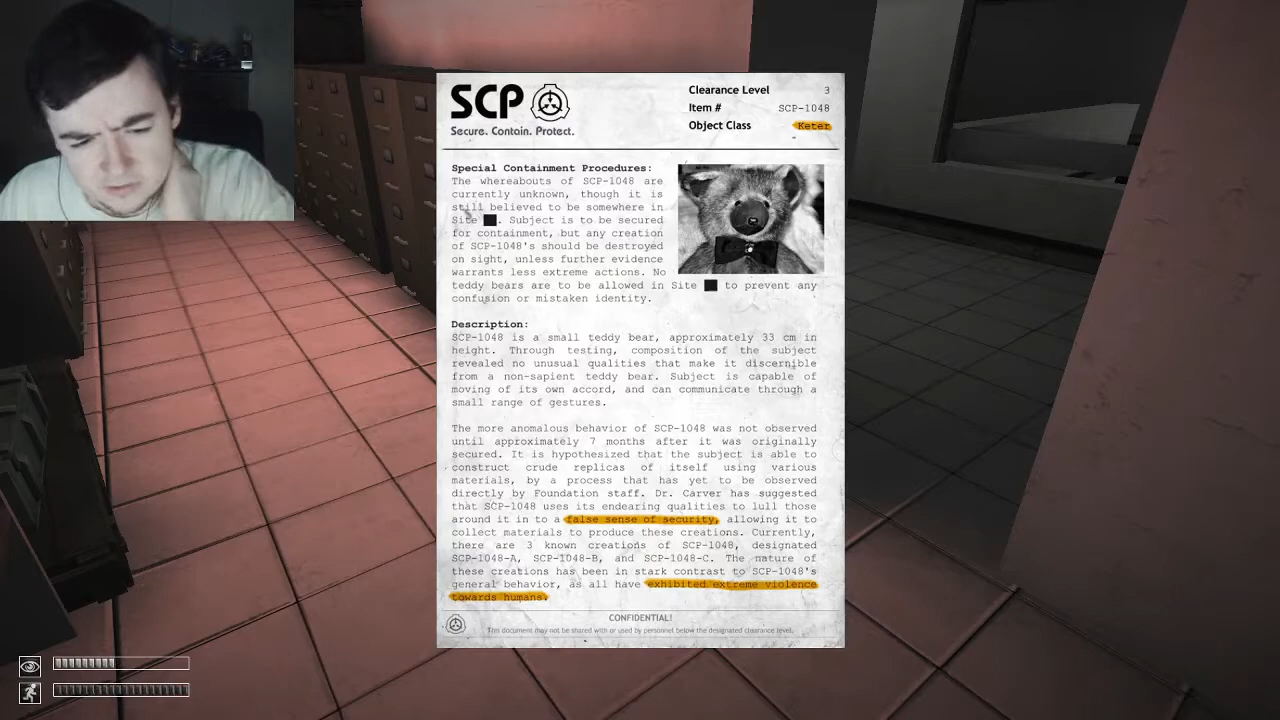 SCP
Secure. Contain. Protect.
Clearance Level 3
Item # SCP-1048
Object Class Keter
Special Containment Procedures:
The whereabouts of SCP-1048 are
currently unknown, though it is
still believed to be somewhere in
Site █. Subject is to be secured
for containment, but any creation
of SCP-1048's should be destroyed
on sight, unless further evidence
warrants less extreme actions. No
teddy bears are to be allowed in Site █ to prevent any
confusion or mistaken identity.
Description:
SCP-1048 is a small teddy bear, approximately 33 cm in
height. Through testing, composition of the subject
revealed no unusual qualities that make it discernible
from a non-sapient teddy bear. Subject is capable of
moving of its own accord, and can communicate through a
small range of gestures.
The more anomalous behavior of SCP-1048 was not observed
until approximately 7 months after it was originally
secured. It is hypothesized that the subject is able to
construct crude replicas of itself using various
materials, by a process that has yet to be observed
directly by Foundation staff. Dr. Carver has suggested
that SCP-1048 uses its endearing qualities to lull those
around it in to a false sense of security, allowing it to
collect materials to produce these creations. Currently,
there are 3 known creations of SCP-1048, designated
SCP-1048-A, SCP-1048-B, and SCP-1048-C. The nature of
these creations has been in stark contrast to SCP-1048's
general behavior, as all have exhibited extreme violence
towards humans.
CONFIDENTIAL!
This document may not be shared with or used by personnel below the designated clearance level.